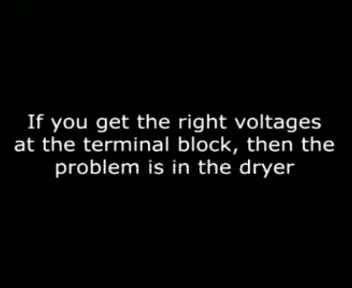 If you get the right voltages
at the terminal block, then the
problem is in the dryer